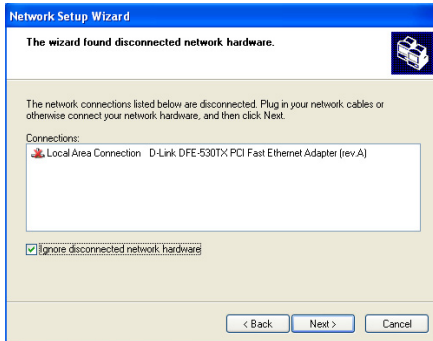 Network Setup Wizard
The wizard found disconnected network hardware.
The network connections listed below are disconnected. Plug in your network cables or
otherwise connect your network hardware, and then click Next.
Connections:
Local Area Connection D-Link DFE-530TX PCI Fast Ethernet Adapter (rev.A)
Ignore disconnected network hardware
< Back Next > Cancel